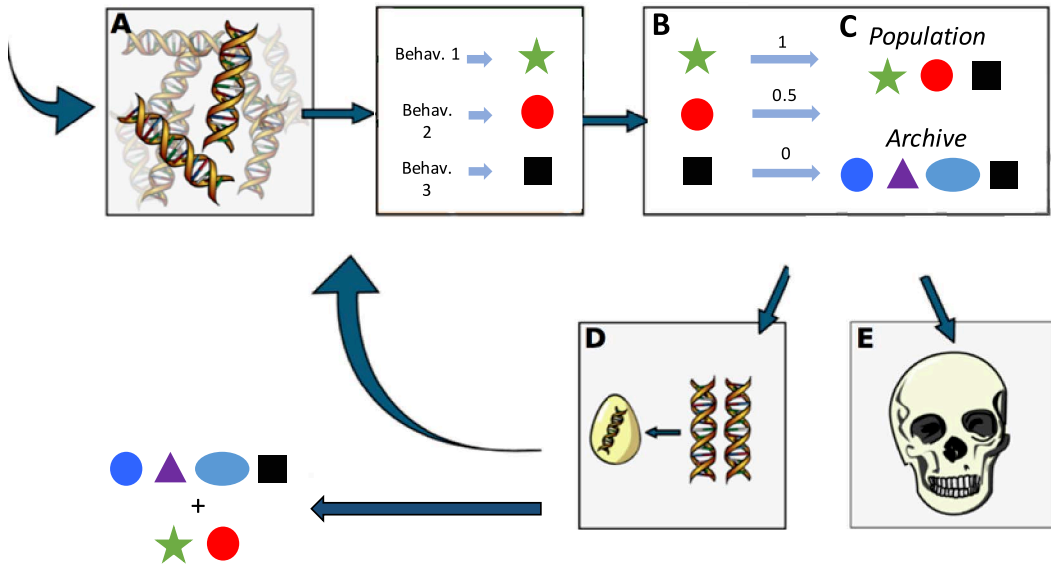 A
Behav. 1
Behav.
2
Behav.
3
B
1
0.5
0
C
Population
Archive
D
E
+